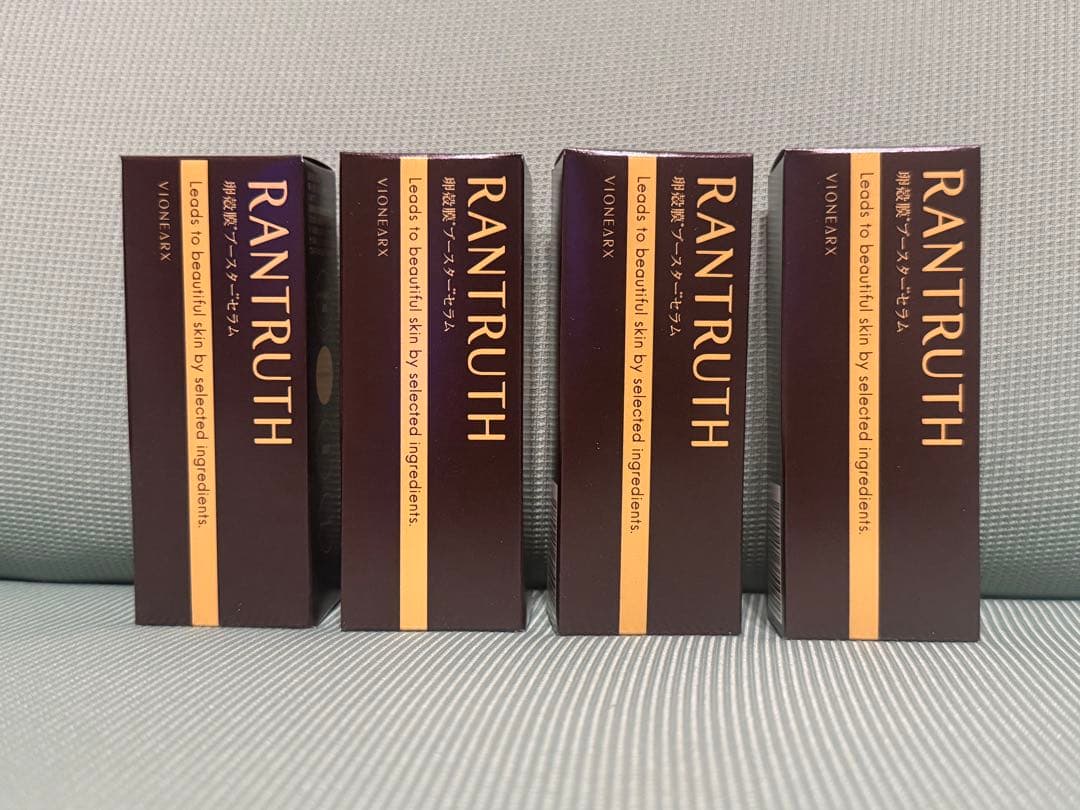 RANTRUTH
卵殻膜*ブースターセラム
Leads to beautiful skin by selected ingredients.
VIONEARX
RANTRUTH
卵殻膜*ブースターセラム
Leads to beautiful skin by selected ingredients.
VIONEARX
RANTRUTH
卵殻膜*ブースターセラム
Leads to beautiful skin by selected ingredients.
VIONEARX
RANTRUTH
卵殻膜*ブースターセラム
Leads to beautiful skin by selected ingredients.
VIONEARX